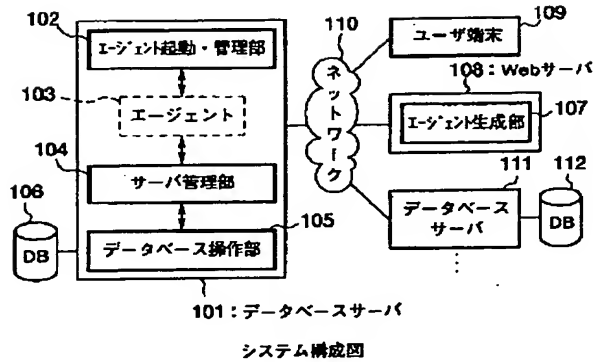 102
エージェント起動・管理部
103
エージェント
104
サーバ管理部
105
データベース操作部
106
DB
101：データベースサーバ
110
ネットワーク
109
ユーザ端末
108：Webサーバ
107
エージェント生成部
111
データベース
サーバ
112
DB
⋮
システム構成図